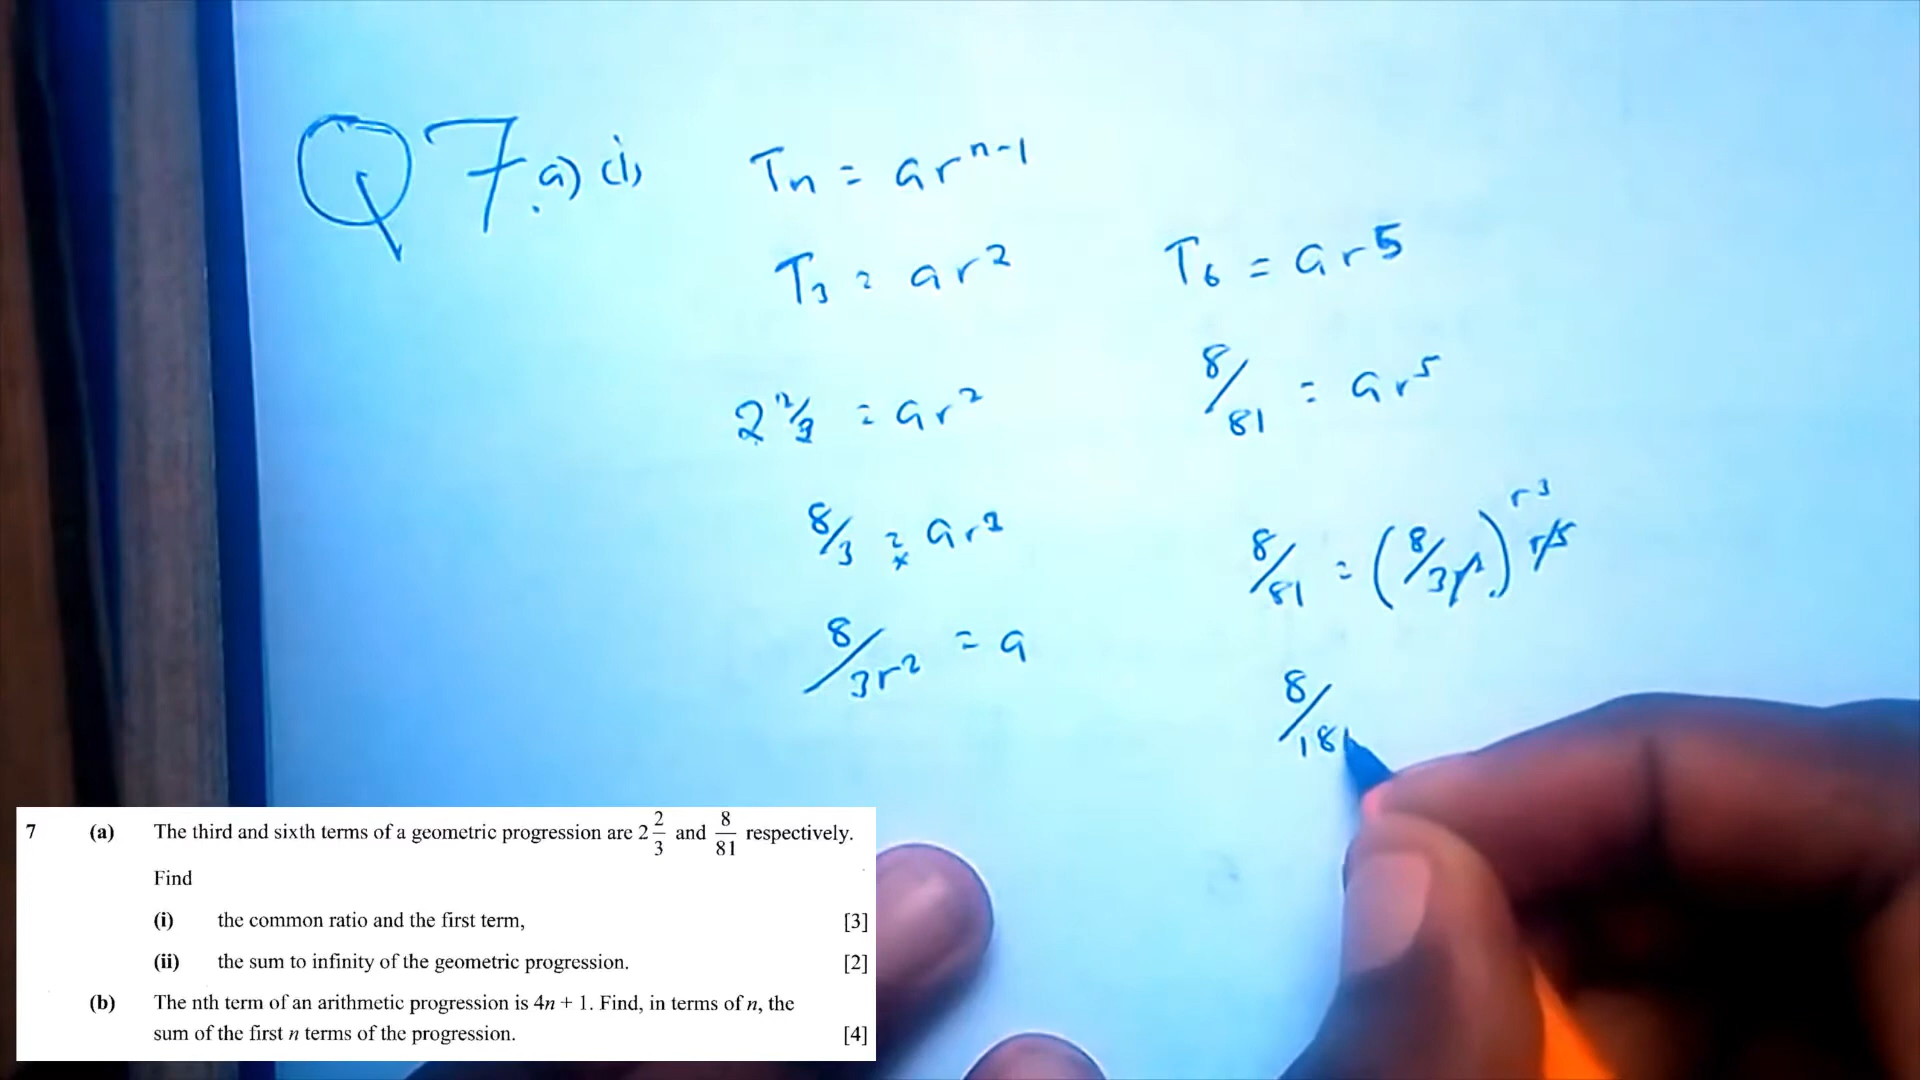 Q7.a) (i)
Tn = ar^n-1
T3 = ar^2
T6 = ar^5
2 2/3 = ar^2
8/81 = ar^5
8/3 = ar^2
r^3
8/81 = (8/3r^2) r^5
8/3r^2 = a
8/181
7 (a) The third and sixth terms of a geometric progression are 2 2/3 and 8/81 respectively.
Find
(i) the common ratio and the first term, [3]
(ii) the sum to infinity of the geometric progression. [2]
(b) The nth term of an arithmetic progression is 4n + 1. Find, in terms of n, the
sum of the first n terms of the progression. [4]